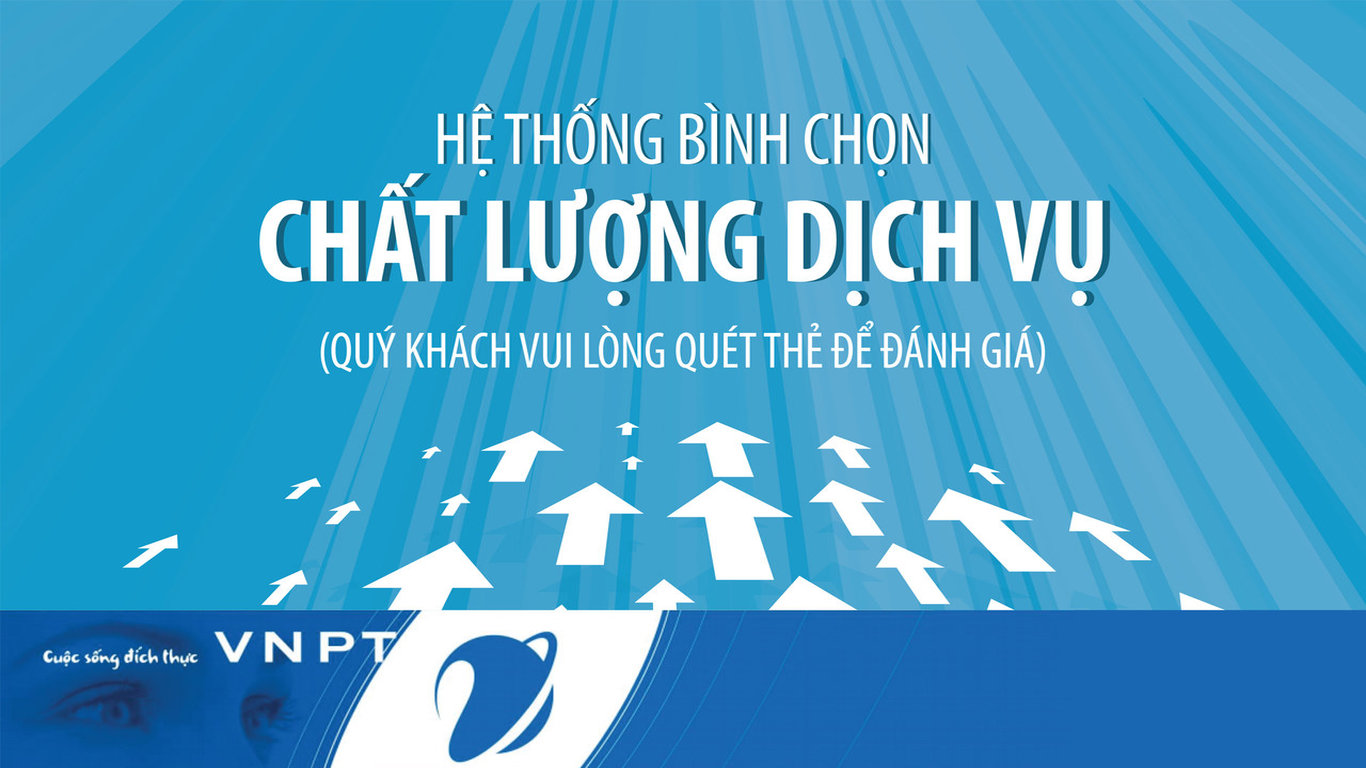 HỆ THỐNG BÌNH CHỌN
CHẤT LƯỢNG DỊCH VỤ
(QUÝ KHÁCH VUI LÒNG QUÉT THẺ ĐỂ ĐÁNH GIÁ)
Cuộc sống đích thực VNPT